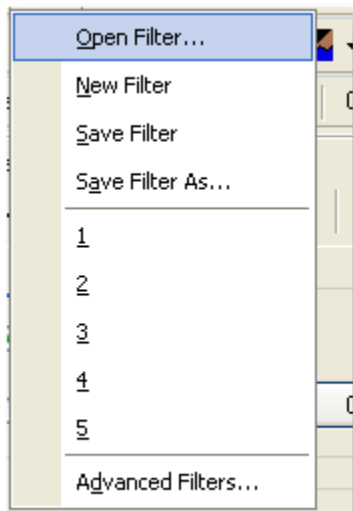 Open Filter...
New Filter
Save Filter
Save Filter As...
1
2
3
4
5
Advanced Filters...